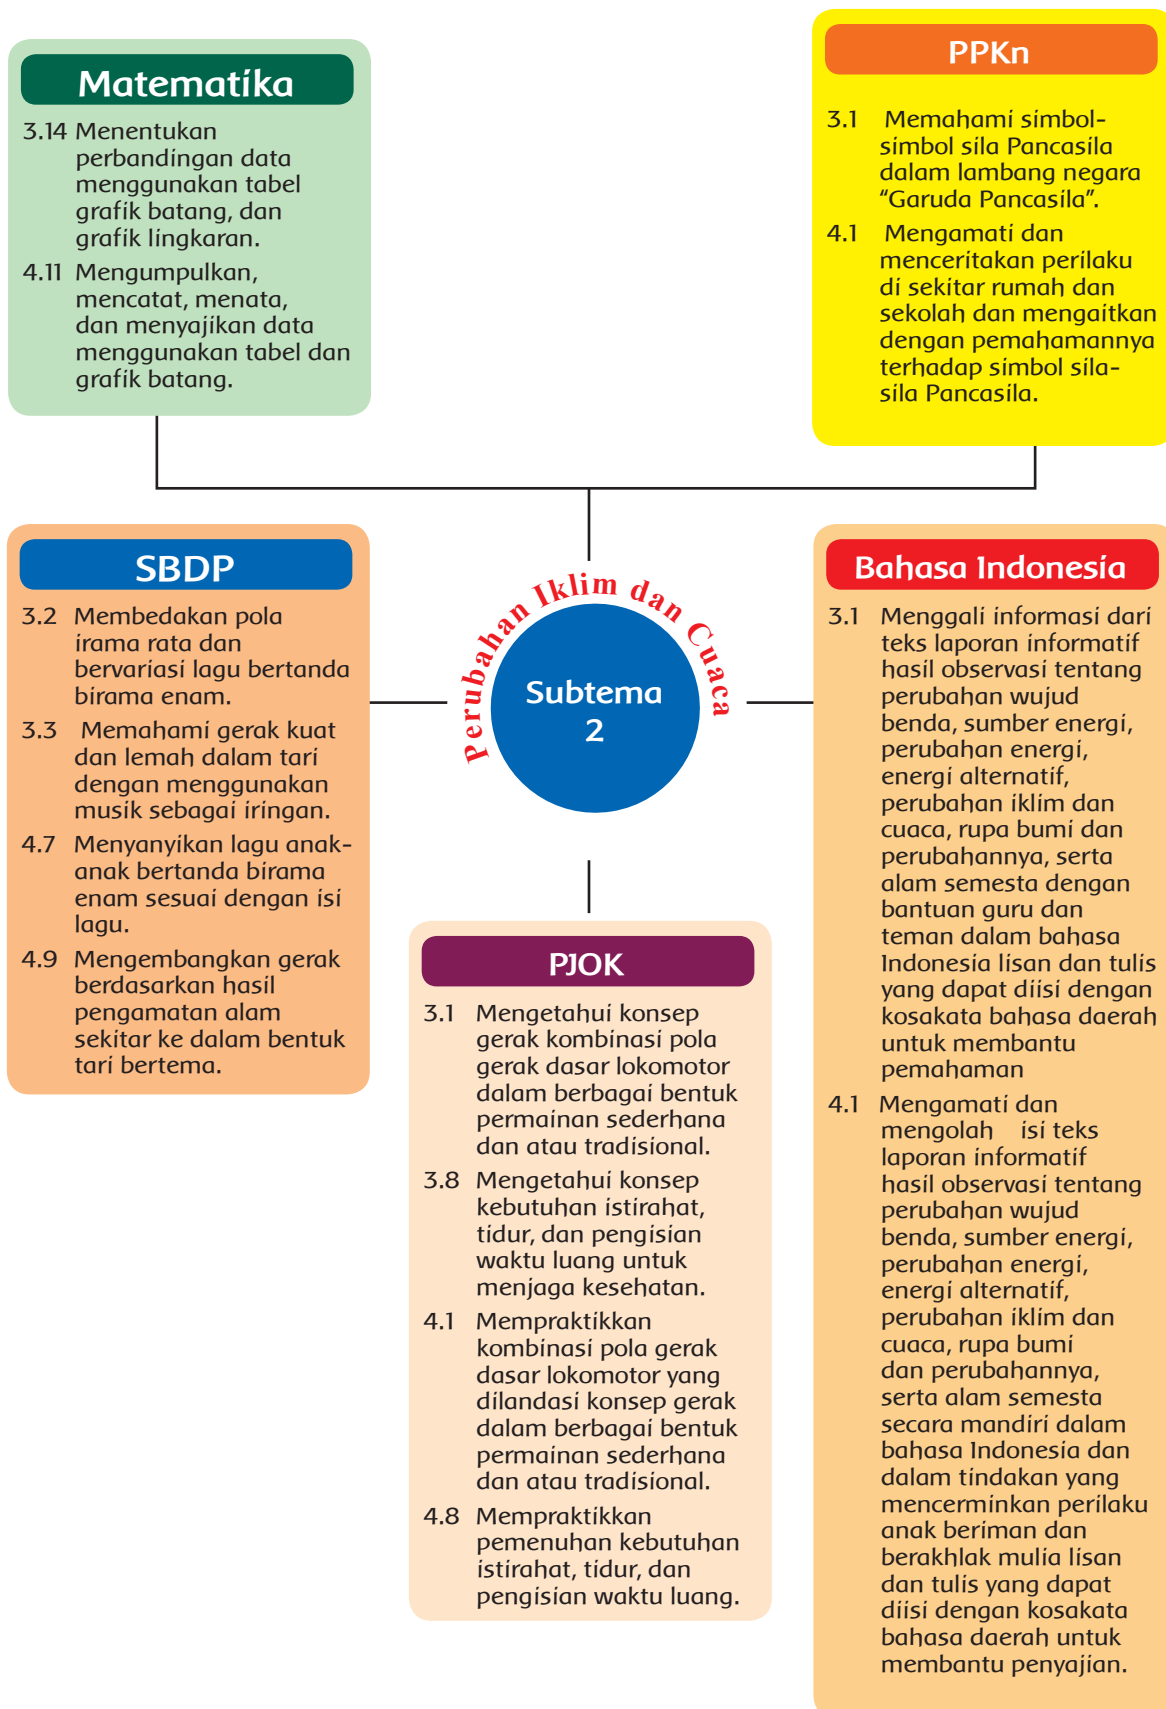 Matematika
3.14 Menentukan
perbandingan data
menggunakan tabel
grafik batang, dan
grafik lingkaran.
4.11 Mengumpulkan,
mencatat, menata,
dan menyajikan data
menggunakan tabel dan
grafik batang.
PPKn
3.1 Memahami simbol-
simbol sila Pancasila
dalam lambang negara
“Garuda Pancasila”.
4.1 Mengamati dan
menceritakan perilaku
di sekitar rumah dan
sekolah dan mengaitkan
dengan pemahamannya
terhadap simbol sila-
sila Pancasila.
SBDP
3.2 Membedakan pola
irama rata dan
bervariasi lagu bertanda
birama enam.
3.3 Memahami gerak kuat
dan lemah dalam tari
dengan menggunakan
musik sebagai iringan.
4.7 Menyanyikan lagu anak-
anak bertanda birama
enam sesuai dengan isi
lagu.
4.9 Mengembangkan gerak
berdasarkan hasil
pengamatan alam
sekitar ke dalam bentuk
tari bertema.
Perubahan Iklim dan Cuaca
Subtema
2
Bahasa Indonesia
3.1 Menggali informasi dari
teks laporan informatif
hasil observasi tentang
perubahan wujud
benda, sumber energi,
perubahan energi,
energi alternatif,
perubahan iklim dan
cuaca, rupa bumi dan
perubahannya, serta
alam semesta dengan
bantuan guru dan
teman dalam bahasa
Indonesia lisan dan tulis
yang dapat diisi dengan
kosakata bahasa daerah
untuk membantu
pemahaman
4.1 Mengamati dan
mengolah isi teks
laporan informatif
hasil observasi tentang
perubahan wujud
benda, sumber energi,
perubahan energi,
energi alternatif,
perubahan iklim dan
cuaca, rupa bumi
dan perubahannya,
serta alam semesta
secara mandiri dalam
bahasa Indonesia dan
dalam tindakan yang
mencerminkan perilaku
anak beriman dan
berakhlak mulia lisan
dan tulis yang dapat
diisi dengan kosakata
bahasa daerah untuk
membantu penyajian.
PJOK
3.1 Mengetahui konsep
gerak kombinasi pola
gerak dasar lokomotor
dalam berbagai bentuk
permainan sederhana
dan atau tradisional.
3.8 Mengetahui konsep
kebutuhan istirahat,
tidur, dan pengisian
waktu luang untuk
menjaga kesehatan.
4.1 Mempraktikkan
kombinasi pola gerak
dasar lokomotor yang
dilandasi konsep gerak
dalam berbagai bentuk
permainan sederhana
dan atau tradisional.
4.8 Mempraktikkan
pemenuhan kebutuhan
istirahat, tidur, dan
pengisian waktu luang.